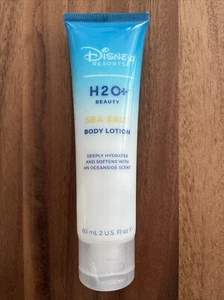 Disney
RESORTS
H2O+
BEAUTY
SEA SALT
BODY LOTION
DEEPLY HYDRATES
AND SOFTENS WITH
AN OCEANSIDE SCENT
60 mL 2 U.S. FL.